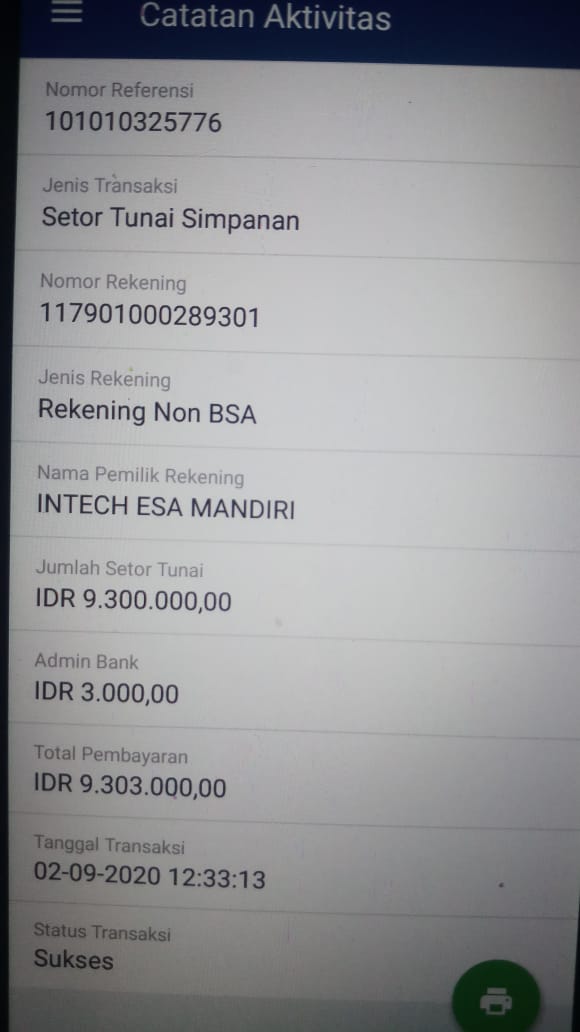 Catatan Aktivitas
Nomor Referensi
101010325776
Jenis Transaksi
Setor Tunai Simpanan
Nomor Rekening
117901000289301
Jenis Rekening
Rekening Non BSA
Nama Pemilik Rekening
INTECH ESA MANDIRI
Jumlah Setor Tunai
IDR 9.300.000,00
Admin Bank
IDR 3.000,00
Total Pembayaran
IDR 9.303.000,00
Tanggal Transaksi
02-09-2020 12:33:13
Status Transaksi
Sukses